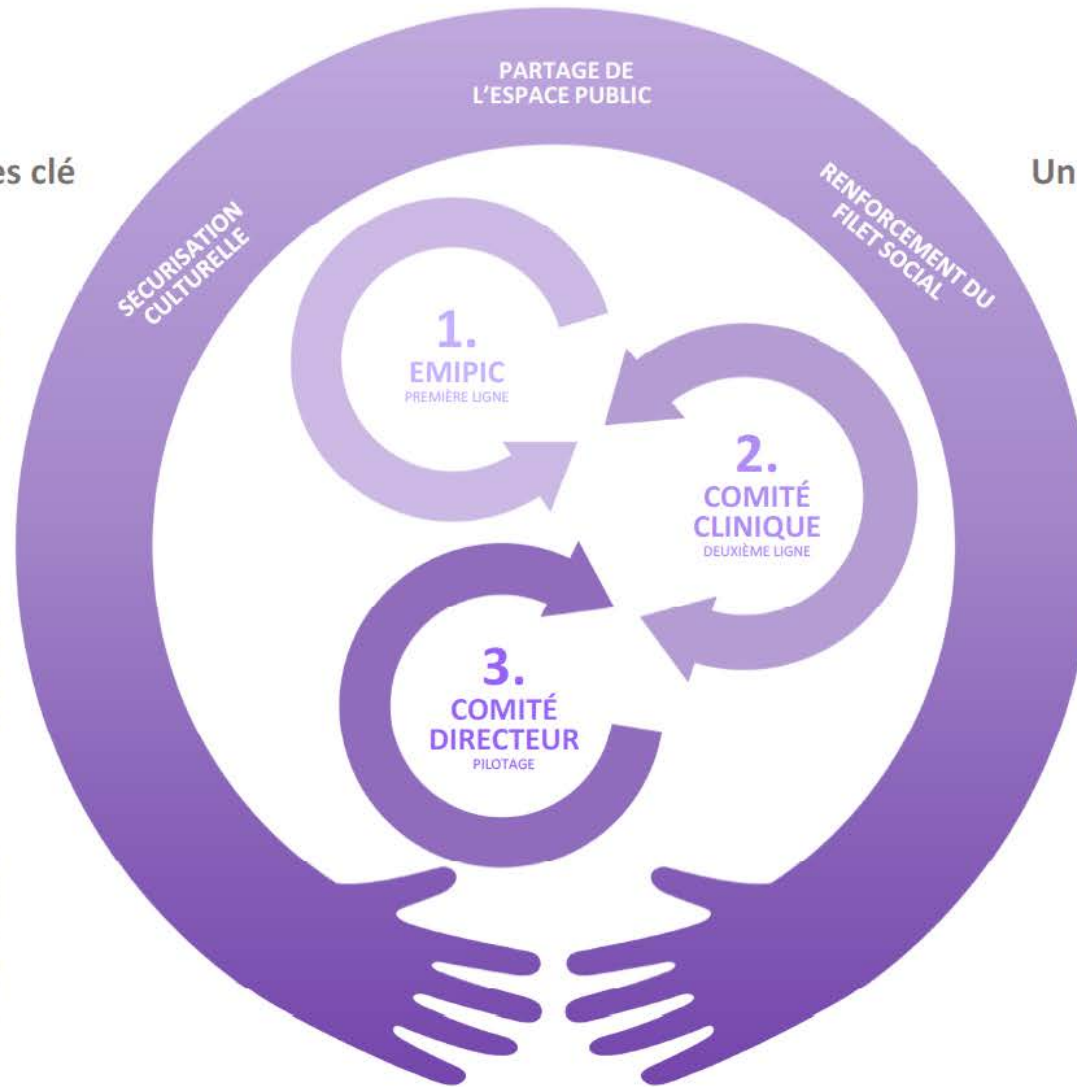 PARTAGE DE
L'ESPACE PUBLIC
es clé
Un
SÉCURISATION
CULTURELLE
RENFORCEMENT DU
FILET SOCIAL
1.
EMIPIC
PREMIÈRE LIGNE
2.
COMITÉ
CLINIQUE
DEUXIÈME LIGNE
3.
COMITÉ
DIRECTEUR
PILOTAGE